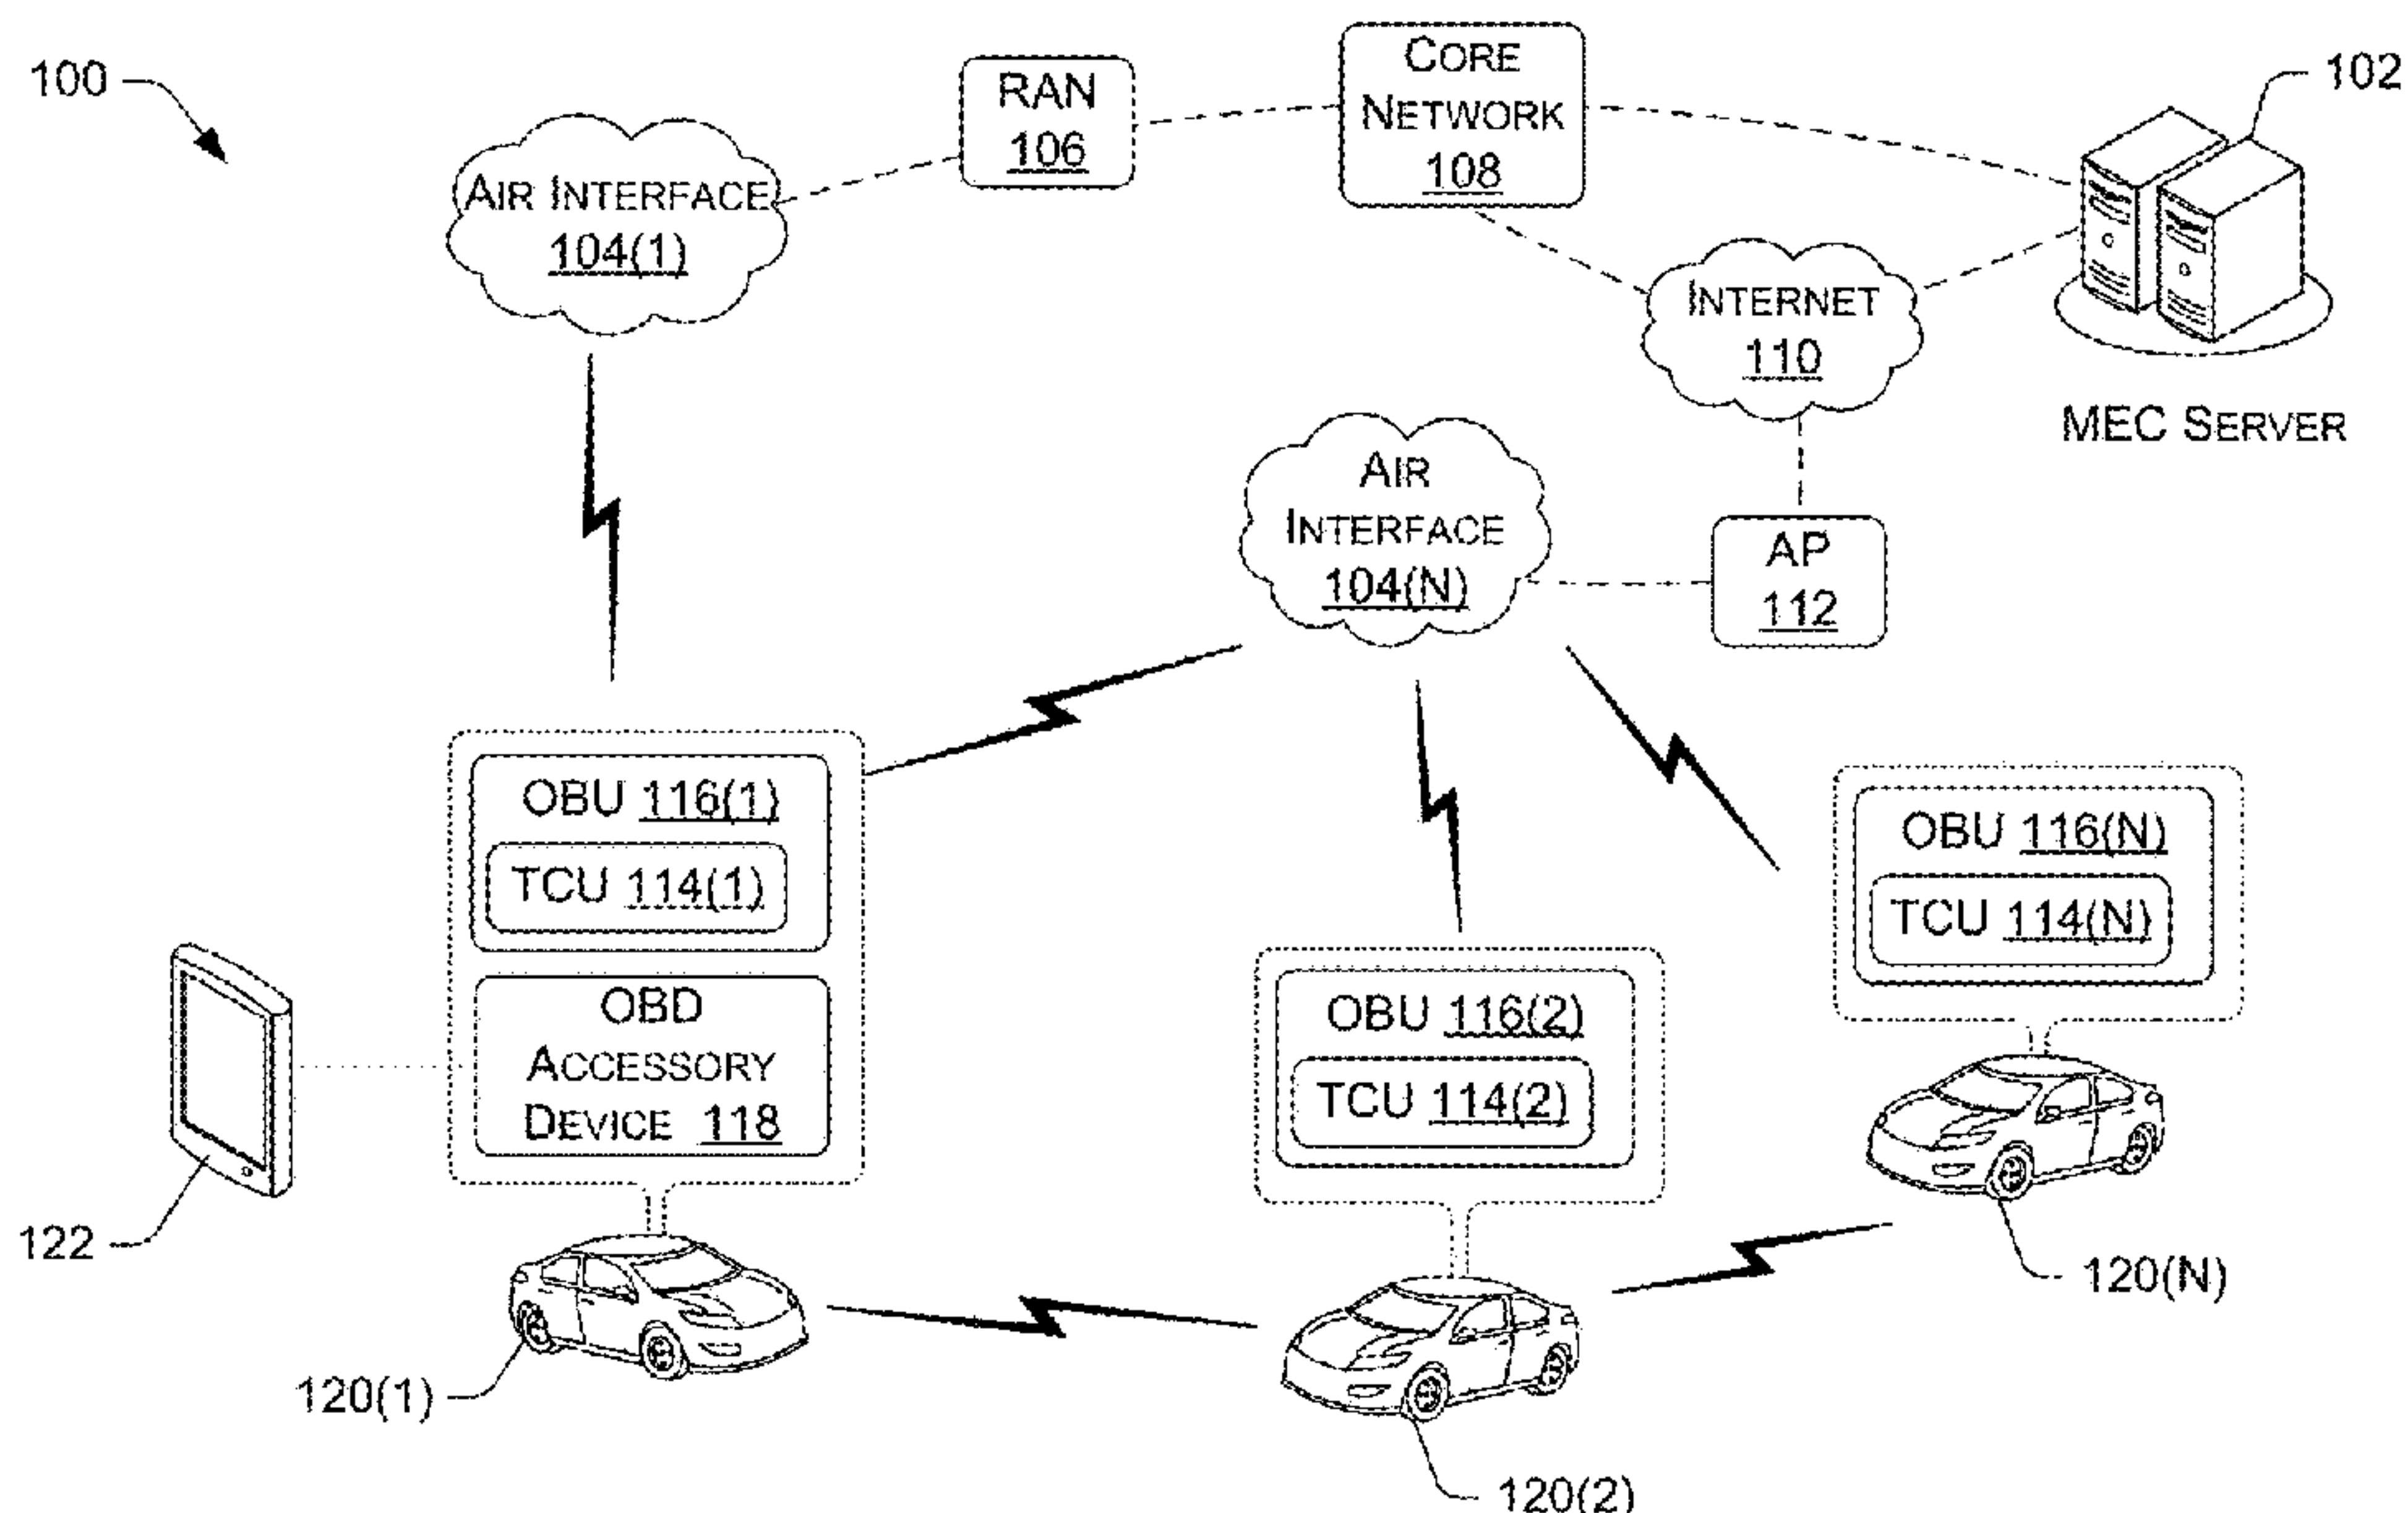 100
RAN
106
CORE
NETWORK
108
102
AIR INTERFACE
104(1)
INTERNET
110
MEC SERVER
AIR
INTERFACE
104(N)
AP
112
OBU 116(1)
TCU 114(1)
OBD
ACCESSORY
DEVICE 118
OBU 116(2)
TCU 114(2)
OBU 116(N)
TCU 114(N)
122
120(1)
120(2)
120(N)